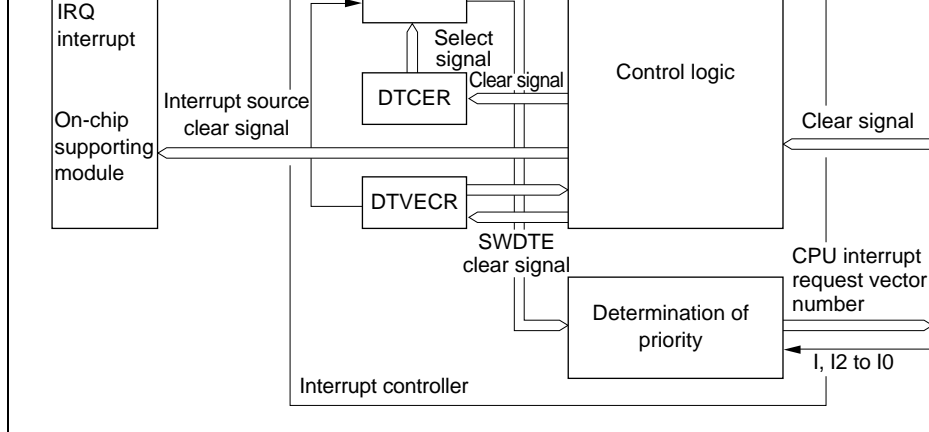 IRQ
interrupt
Select
signal
Control logic
Clear signal
DTCER
Interrupt source
clear signal
On-chip
supporting
module
Clear signal
DTVECR
SWDTE
clear signal
CPU interrupt
request vector
number
Determination of
priority
I, I2 to I0
Interrupt controller